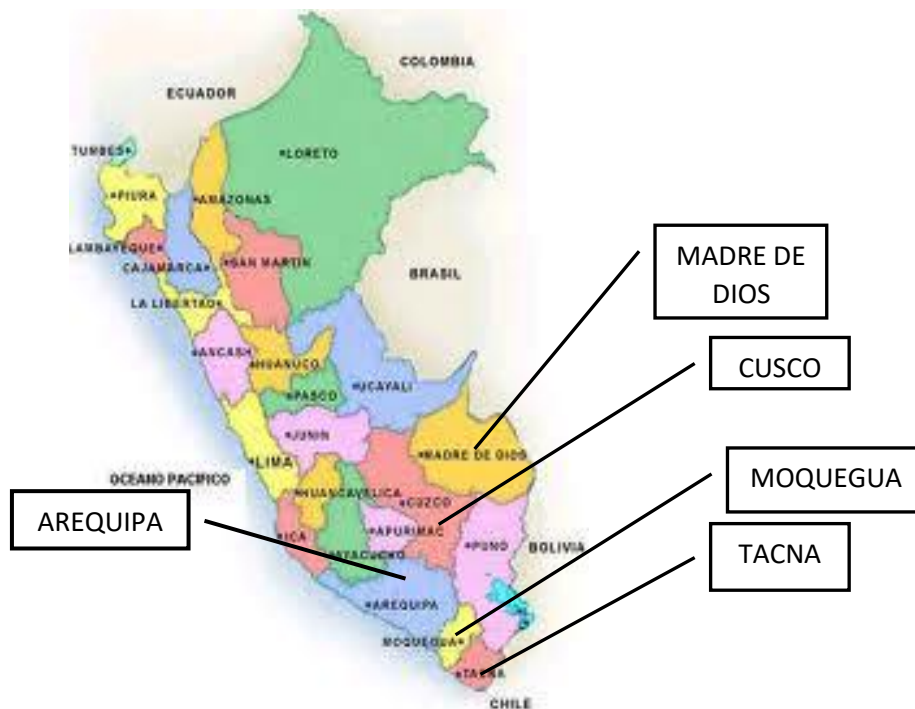 COLOMBIA
ECUADOR
TUMBES
LORETO
PIURA
AMAZONAS
LAMBAYEQUE
CAJAMARCA
SAN MARTIN
BRASIL
MADRE DE
DIOS
LA LIBERTAD
ANCASH
HUANUCO
UCAYALI
CUSCO
PASCO
JUNIN
LIMA
MADRE DE DIOS
OCEANO PACIFICO
HUANCAVELICA
CUZCO
MOQUEGUA
AREQUIPA
ICA
APURIMAC
PUNO
BOLIVIA
AYACUCHO
TACNA
AREQUIPA
MOQUEGUA
TACNA
CHILE